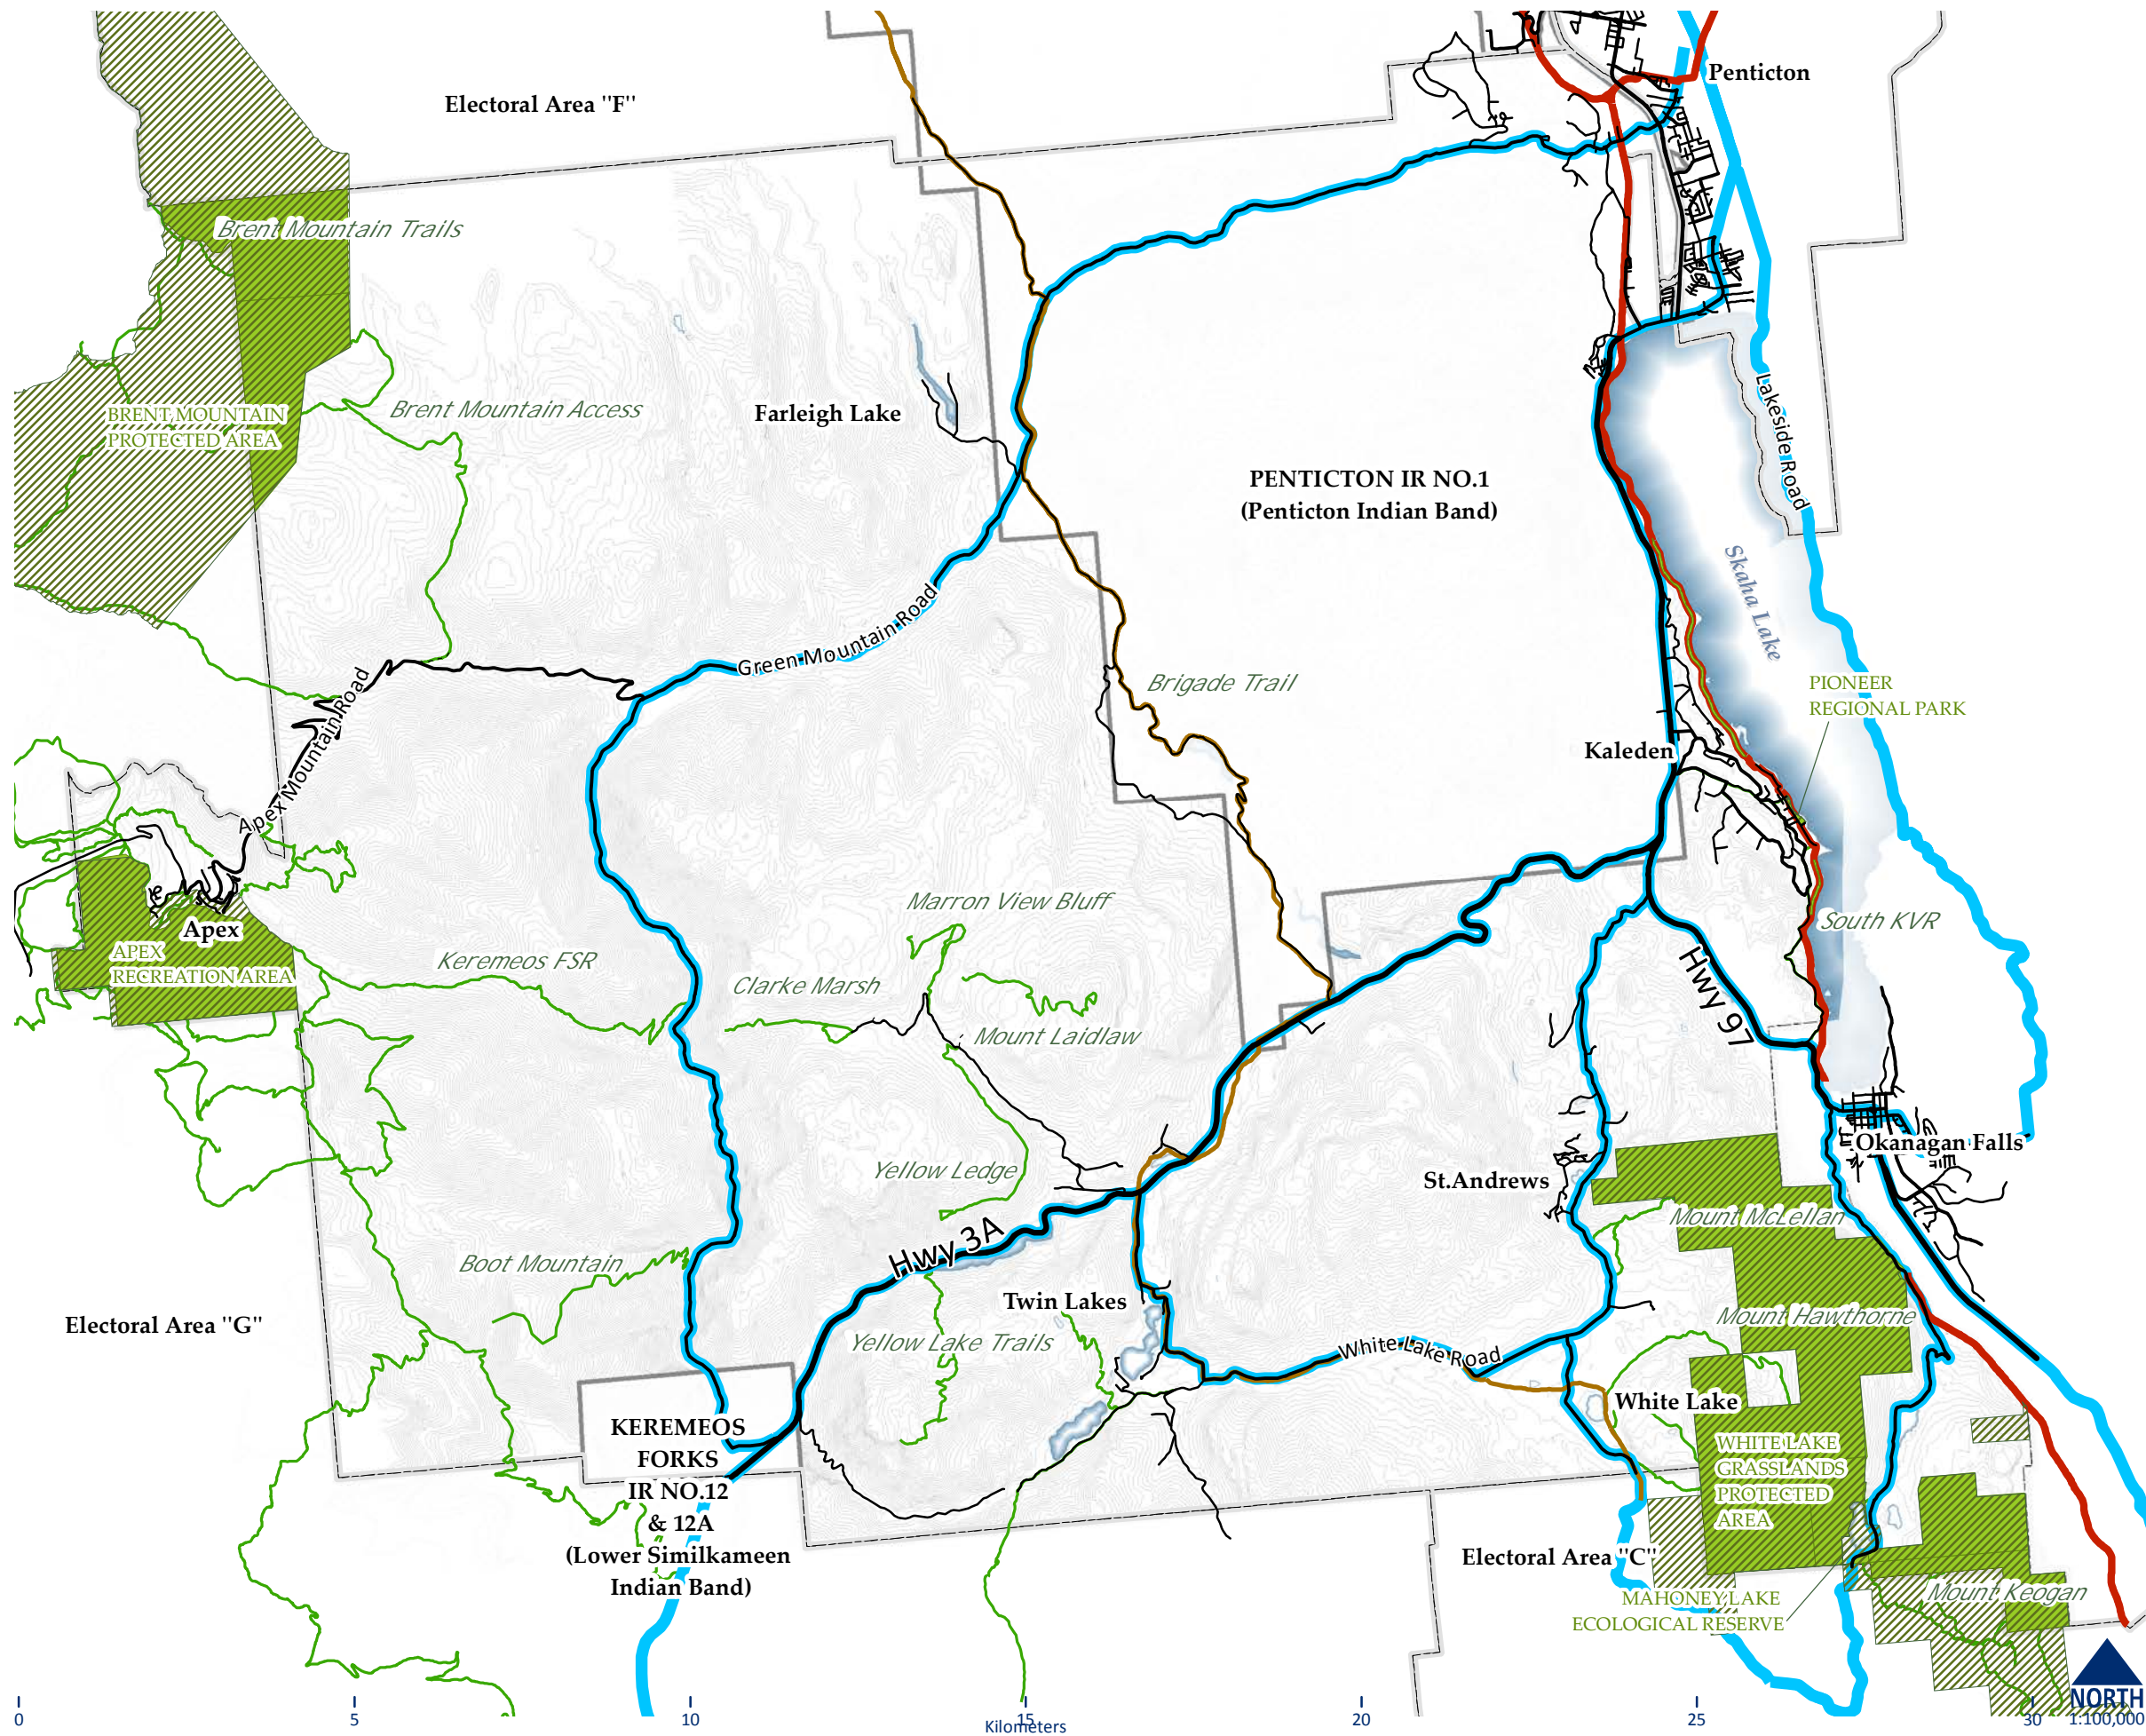 Penticton
Electoral Area "F"
Brent Mountain Trails
Lakeside Road
BRENT MOUNTAIN
PROTECTED AREA
Brent Mountain Access
Farleigh Lake
PENTICTON IR NO.1
(Penticton Indian Band)
Skaha Lake
Green Mountain Road
Brigade Trail
PIONEER
REGIONAL PARK
Apex Mountain Road
Kaleden
Marron View Bluff
South KVR
Apex
APEX
RECREATION AREA
Keremeos FSR
Clarke Marsh
Hwy 97
Mount Laidlaw
Okanagan Falls
Yellow Ledge
St.Andrews
Mount McLellan
Hwy 3A
Boot Mountain
Twin Lakes
Electoral Area "G"
Yellow Lake Trails
Mount Hawthorne
White Lake Road
White Lake
KEREMEOS
FORKS
IR NO.12
& 12A
(Lower Similkameen
Indian Band)
WHITE LAKE
GRASSLANDS
PROTECTED
AREA
Electoral Area "C"
MAHONEY LAKE
ECOLOGICAL RESERVE
Mount Keogan
NORTH
0 5 10 15 20 25 30 1:100,000
Kilometers